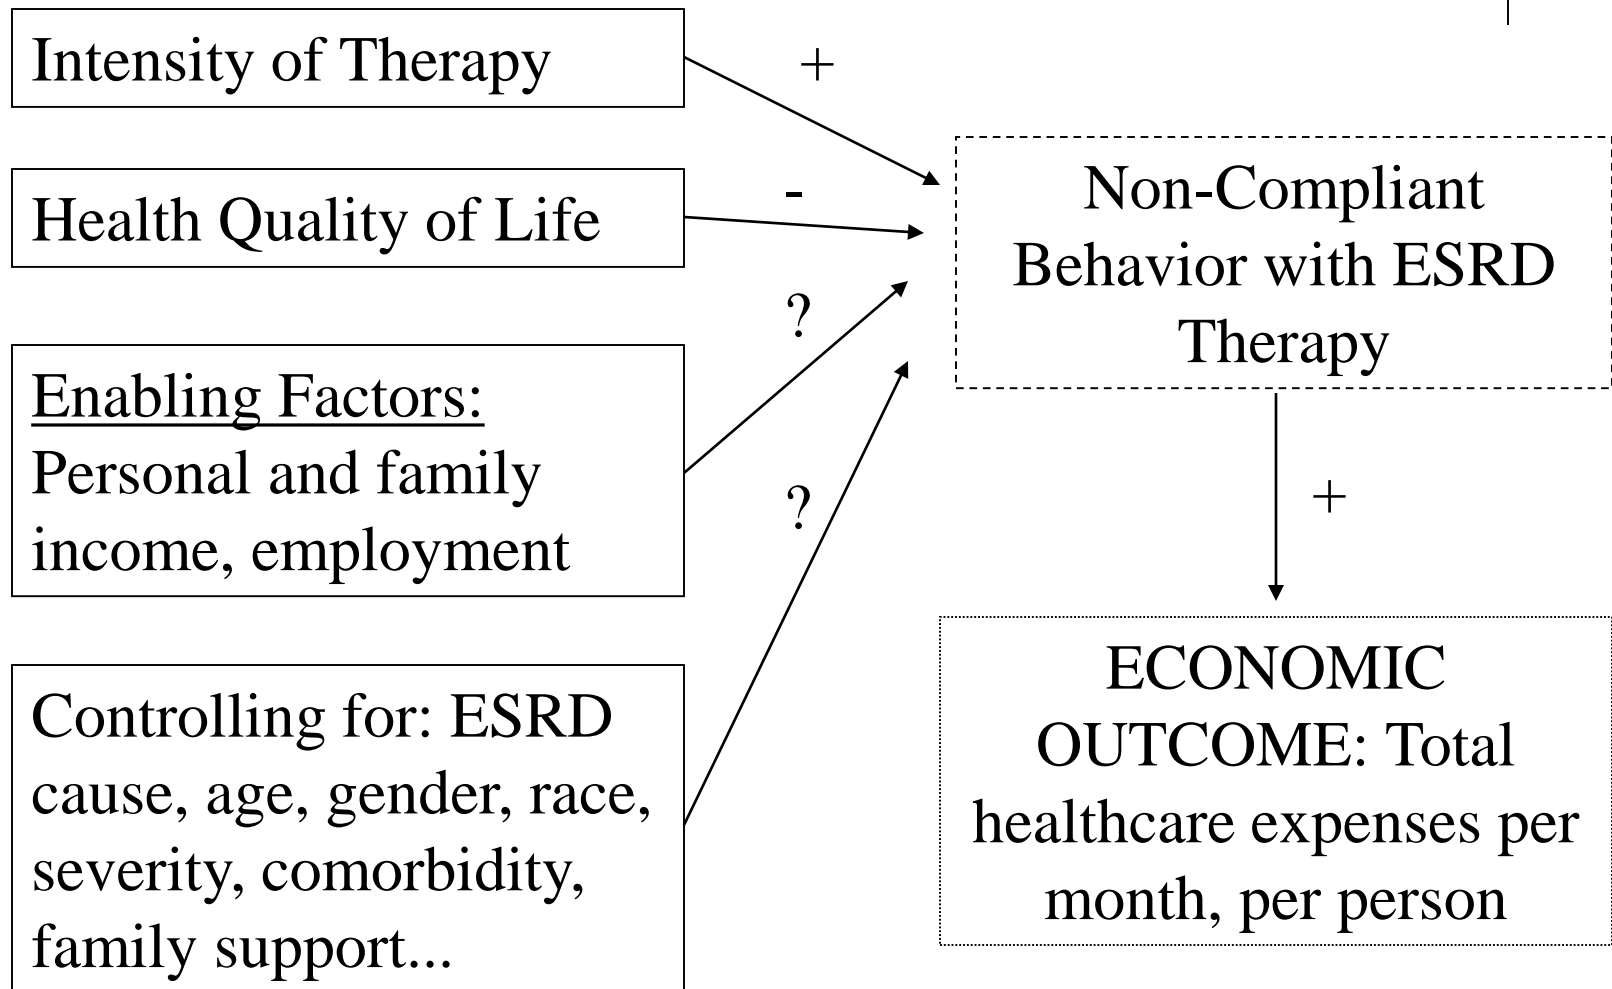 Intensity of Therapy
+
Health Quality of Life
-
Enabling Factors:
Personal and family
income, employment
?
Controlling for: ESRD
cause, age, gender, race,
severity, comorbidity,
family support...
?
Non-Compliant
Behavior with ESRD
Therapy
+
ECONOMIC
OUTCOME: Total
healthcare expenses per
month, per person